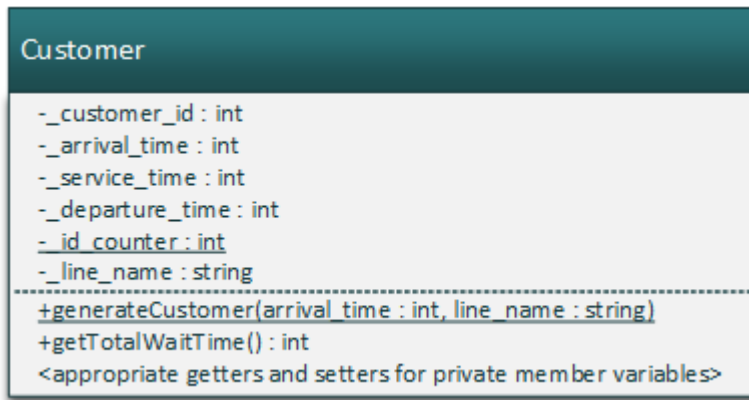 Customer
-_customer_id : int
-_arrival_time : int
-_service_time : int
-_departure_time : int
-_id_counter : int
-_line_name : string
+generateCustomer(arrival_time : int, line_name : string)
+getTotalWaitTime() : int
<appropriate getters and setters for private member variables>